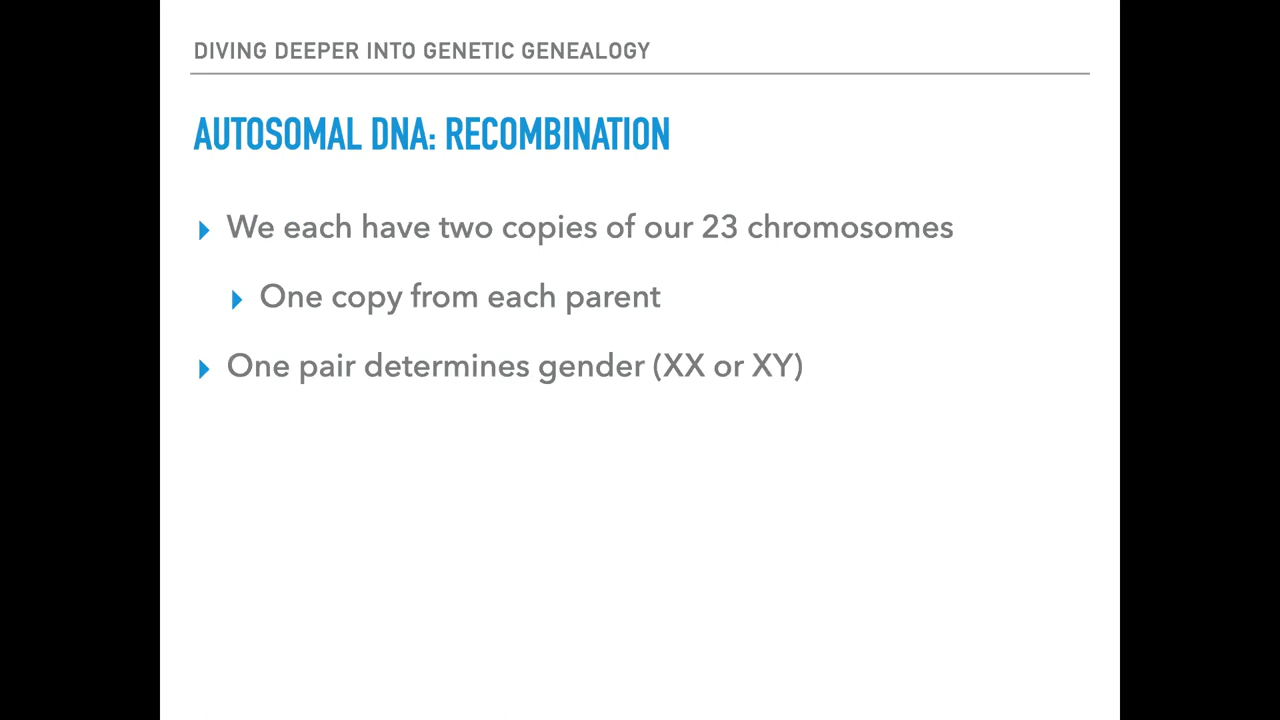 DIVING DEEPER INTO GENETIC GENEALOGY
AUTOSOMAL DNA: RECOMBINATION
We each have two copies of our 23 chromosomes
One copy from each parent
One pair determines gender (XX or XY)